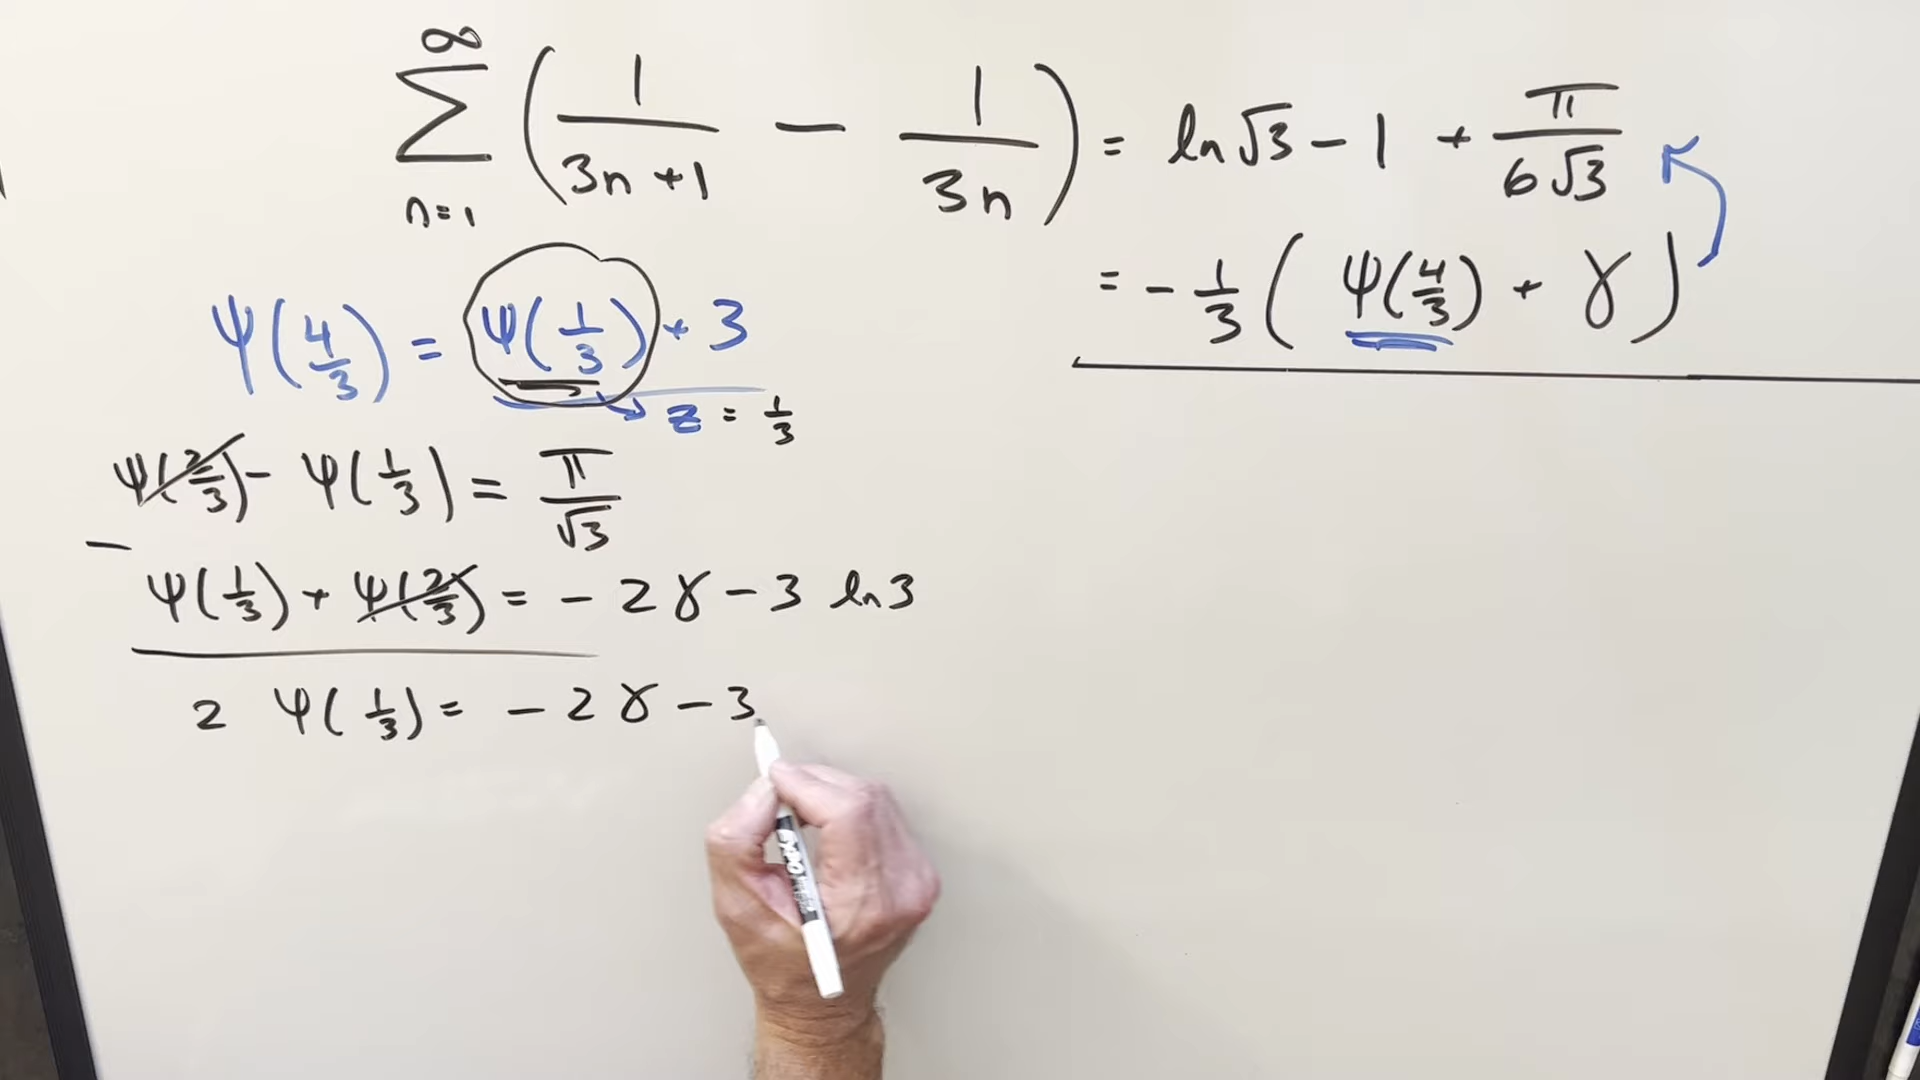 ∞
∑ ( 1/(3n+1) − 1/(3n) ) = ln√3 − 1 + π/(6√3)
n=1
= −1/3 ( ψ(4/3) + γ )
ψ(4/3) = ψ(1/3) + 3
z = 1/3
ψ(2/3) − ψ(1/3) = π/√3
− ψ(1/3) + ψ(2/3) = −2γ − 3 ln3
2 ψ(1/3) = −2γ − 3
EXPO